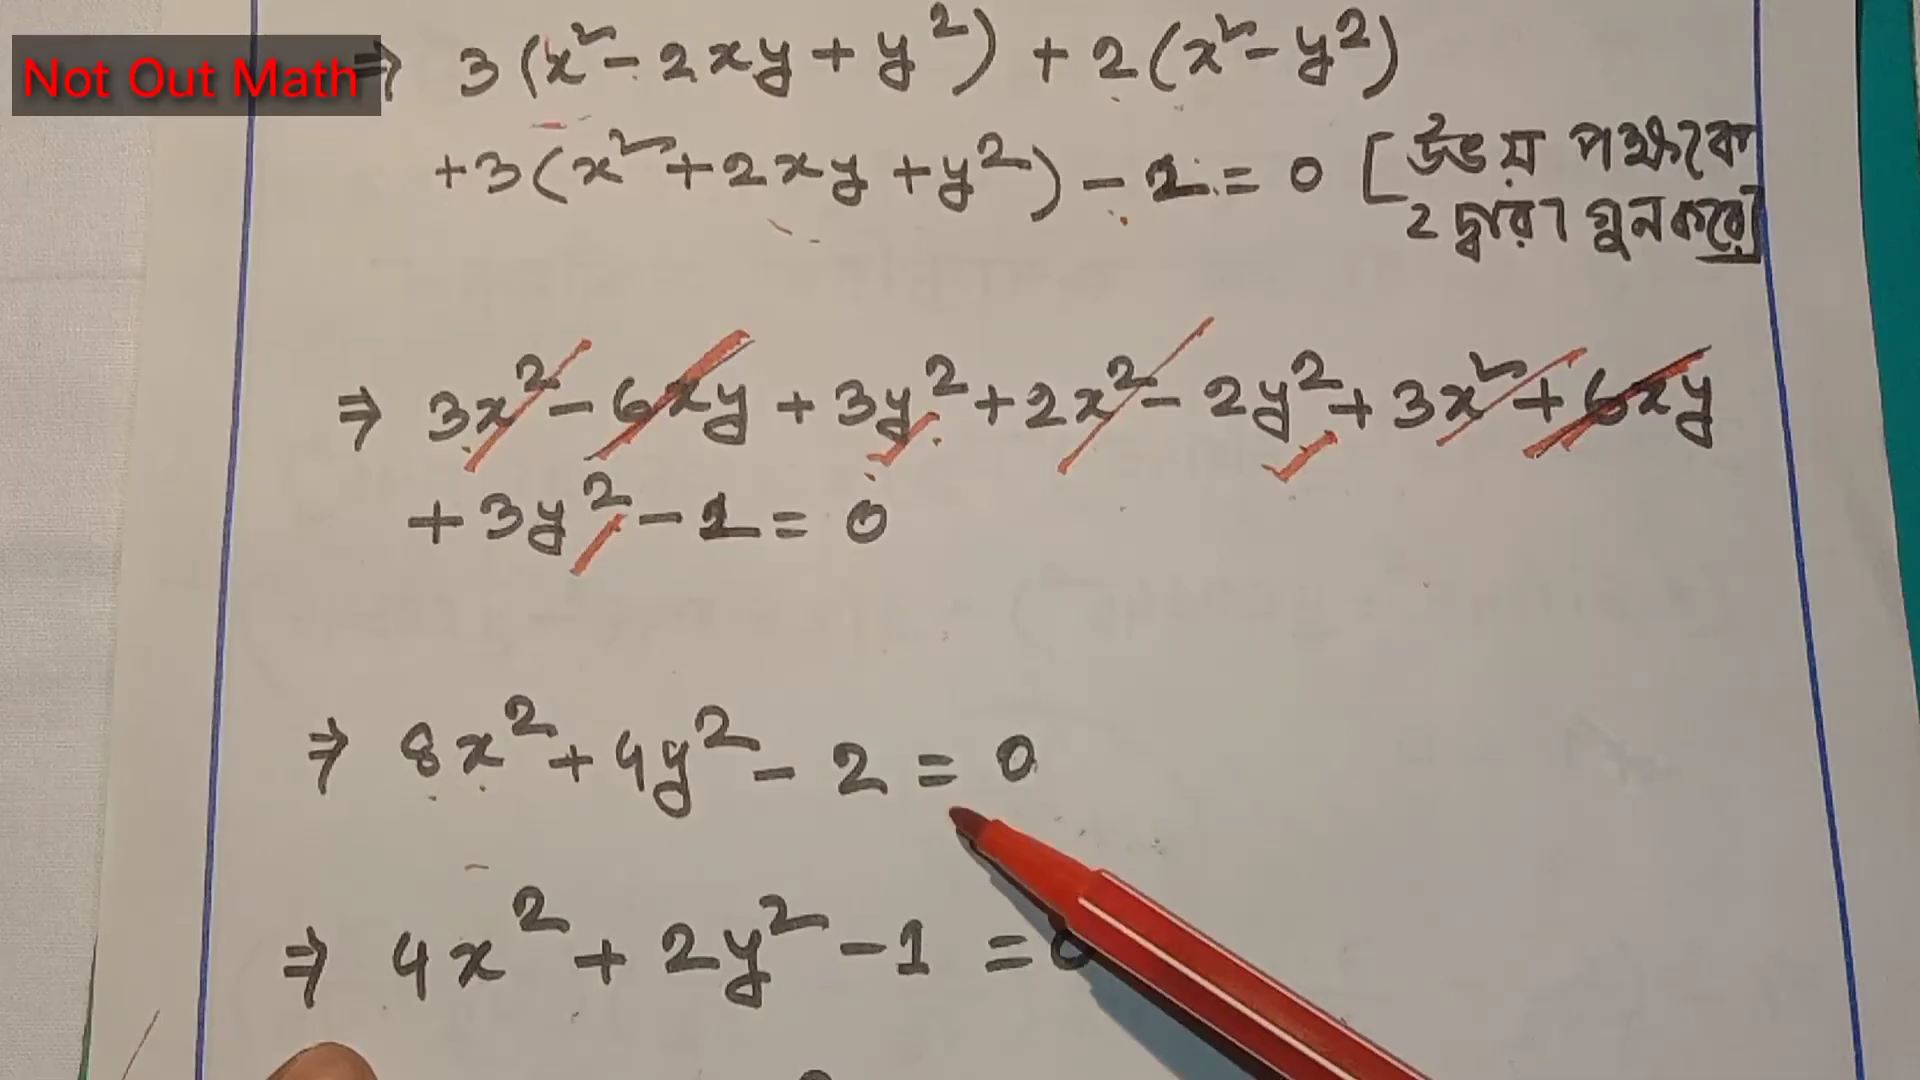 Not Out Math
⇒ 3(x²-2xy+y²)+2(x²-y²)
+3(x²+2xy+y²)-2=0 [উভয় পক্ষকে
2 দ্বারা গুনকরে]
⇒ 3x²-6xy+3y²+2x²-2y²+3x²+6xy
+3y²-2=0
⇒ 8x²+4y²-2=0
⇒ 4x²+2y²-1=0